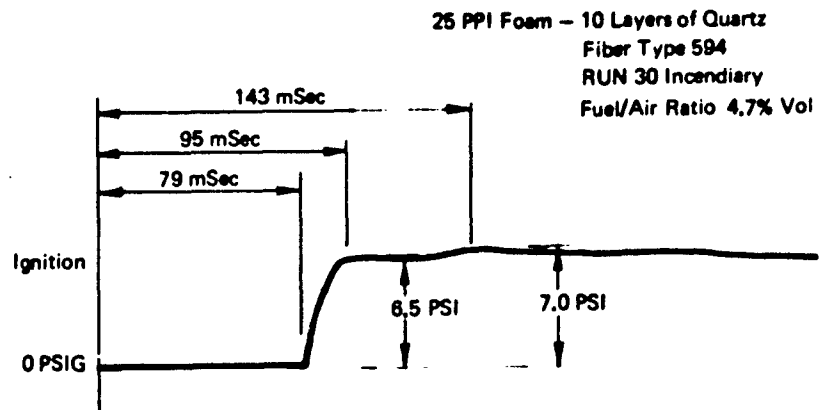 25 PPI Foam – 10 Layers of Quartz
Fiber Type 594
RUN 30 Incendiary
Fuel/Air Ratio 4.7% Vol
143 mSec
95 mSec
79 mSec
Ignition
6.5 PSI
7.0 PSI
0 PSIG